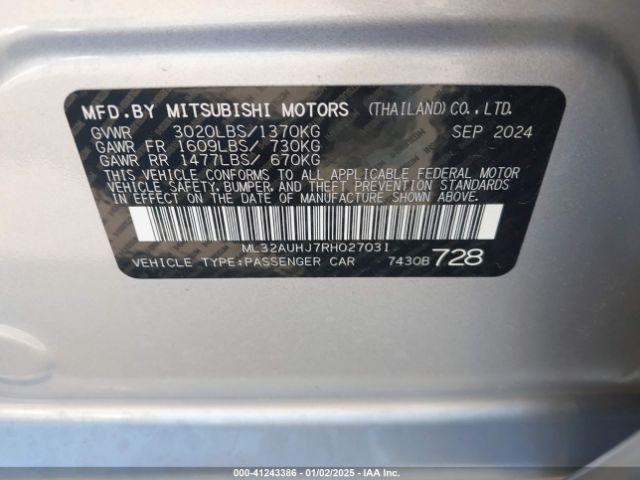 MFD.BY MITSUBISHI MOTORS (THAILAND)CO.,LTD.
GVWR 3020LBS/1370KG SEP 2024
GAWR FR 1609LBS/ 730KG
GAWR RR 1477LBS/ 670KG
THIS VEHICLE CONFORMS TO ALL APPLICABLE FEDERAL MOTOR
VEHICLE SAFETY,BUMPER,AND THEFT PREVENTION STANDARDS
IN EFFECT ON THE DATE OF MANUFACTURE SHOWN ABOVE.
ML32AUHJ7RH027031
VEHICLE TYPE:PASSENGER CAR 7430B 728
000-41243386 - 01/02/2025 - IAA Inc.